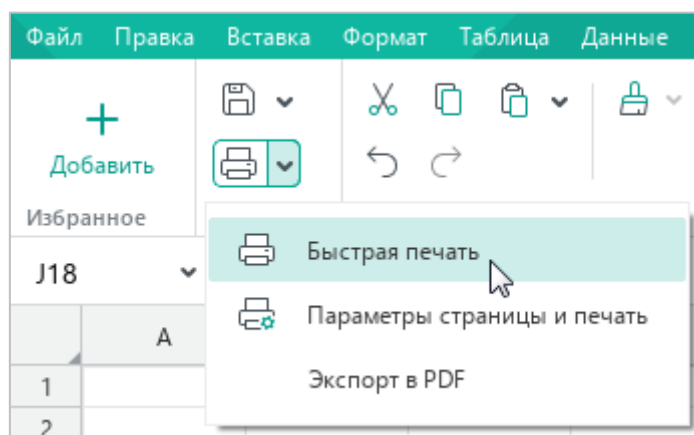 Файл Правка Вставка Формат Таблица Данные
Добавить
Избранное
Быстрая печать
J18
Параметры страницы и печать
A
Экспорт в PDF
1
2